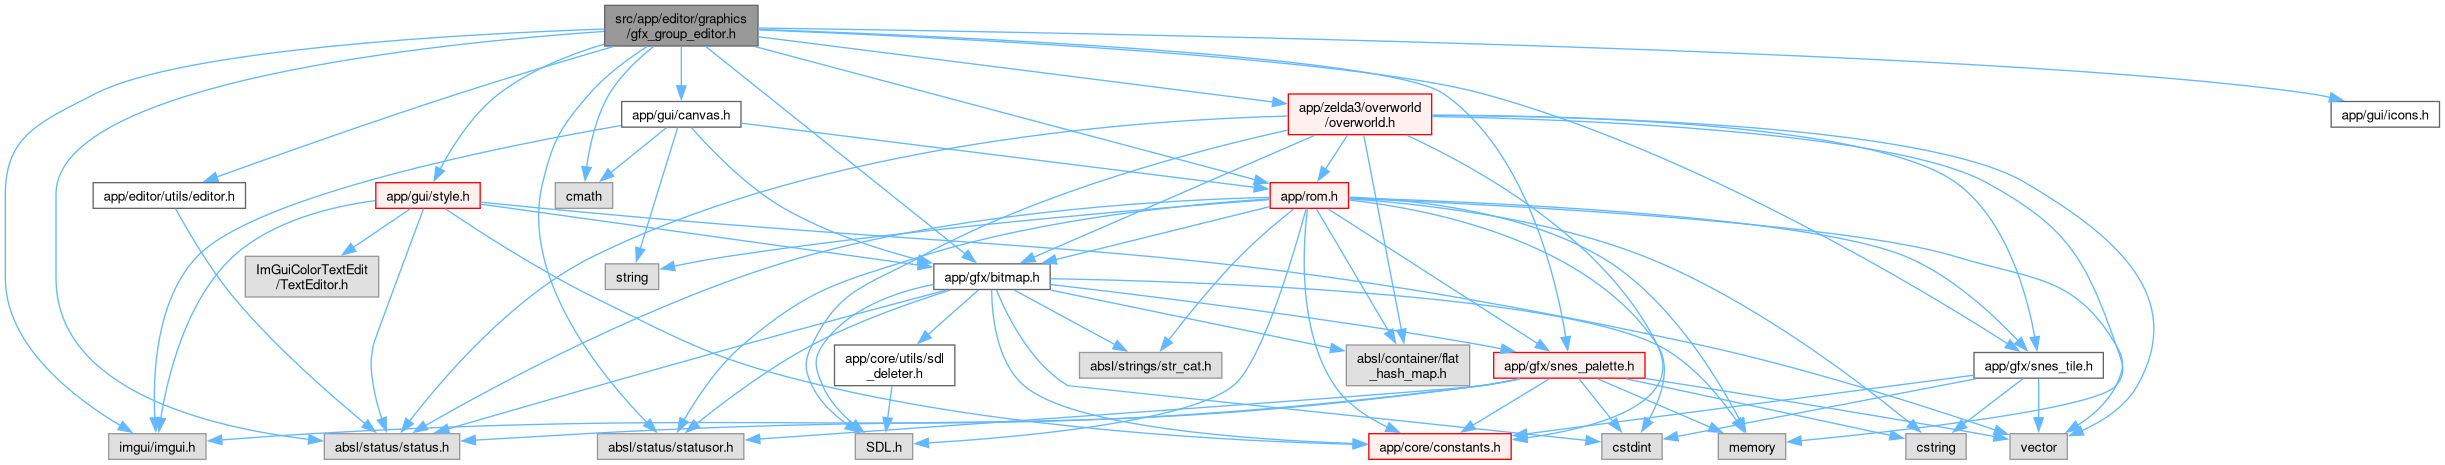 src/app/editor/graphics
/gfx_group_editor.h
app/gui/canvas.h
app/zelda3/overworld
/overworld.h
app/gui/icons.h
app/editor/utils/editor.h
app/gui/style.h
cmath
app/rom.h
ImGuiColorTextEdit
/TextEditor.h
string
app/gfx/bitmap.h
app/core/utils/sdl
_deleter.h
absl/strings/str_cat.h
absl/container/flat
_hash_map.h
app/gfx/snes_palette.h
app/gfx/snes_tile.h
imgui/imgui.h
absl/status/status.h
absl/status/statusor.h
SDL.h
app/core/constants.h
cstdint
memory
cstring
vector